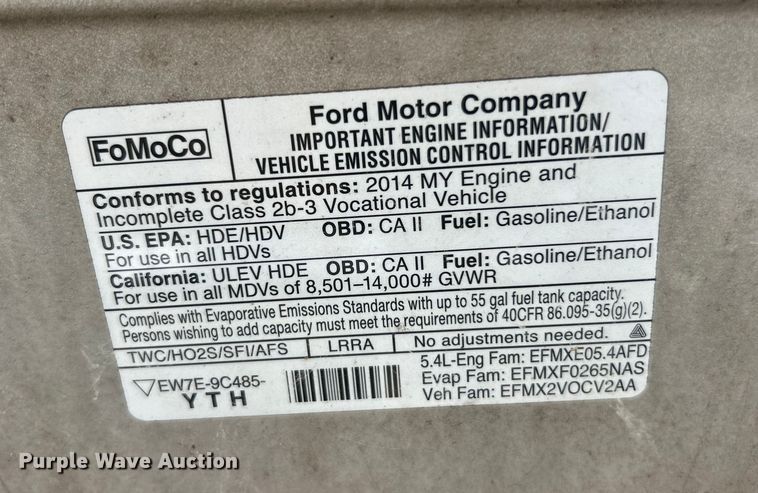 FoMoCo
Ford Motor Company
IMPORTANT ENGINE INFORMATION/
VEHICLE EMISSION CONTROL INFORMATION
Conforms to regulations: 2014 MY Engine and
Incomplete Class 2b-3 Vocational Vehicle
U.S. EPA: HDE/HDV OBD: CA II Fuel: Gasoline/Ethanol
For use in all HDVs
California: ULEV HDE OBD: CA II Fuel: Gasoline/Ethanol
For use in all MDVs of 8,501–14,000# GVWR
Complies with Evaporative Emissions Standards with up to 55 gal fuel tank capacity.
Persons wishing to add capacity must meet the requirements of 40CFR 86.095-35(g)(2).
TWC/HO2S/SFI/AFS LRRA No adjustments needed.
EW7E-9C485-
YTH
5.4L-Eng Fam: EFMXE05.4AFD
Evap Fam: EFMXF0265NAS
Veh Fam: EFMX2VOCV2AA
Purple Wave Auction